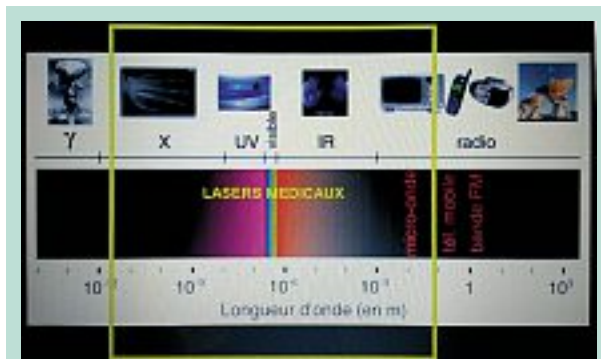 γ X UV visible IR radio
LASERS MEDICAUX
micro-onde
tél. mobile
bande FM
1
Longueur d'onde (en m)